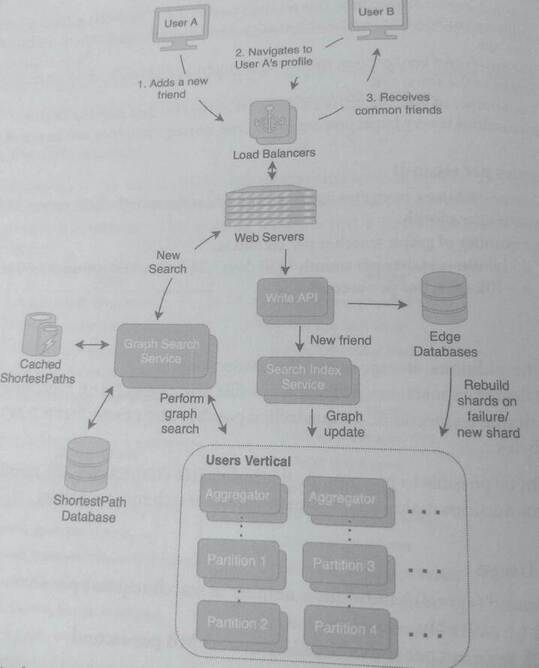 User A
User B
2. Navigates to
User A's profile
1. Adds a new
friend
3. Receives
common friends
Load Balancers
Web Servers
New
Search
Write API
New friend
Edge
Databases
Cached
ShortestPaths
Graph Search
Service
Search Index
Service
Perform
graph
search
Graph
update
Rebuild
shards on
failure/
new shard
ShortestPath
Database
Users Vertical
Aggregator
Aggregator
Partition 1
Partition 3
Partition 2
Partition 4